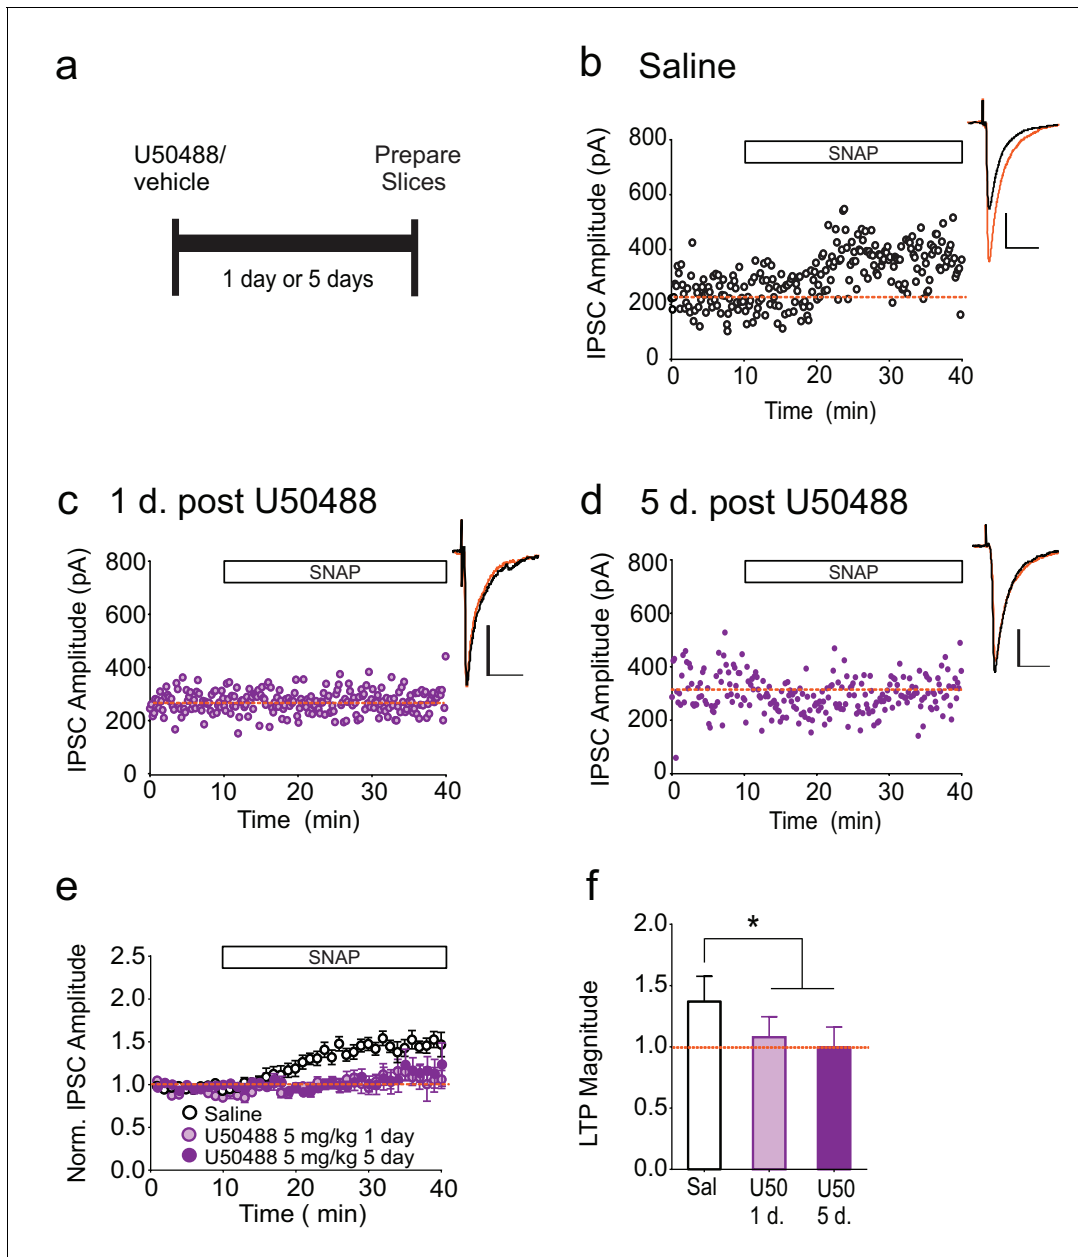 a
U50488/
vehicle
Prepare
Slices
1 day or 5 days
b Saline
IPSC Amplitude (pA)
800
600
400
200
0
SNAP
0 10 20 30 40
Time (min)
c 1 d. post U50488
IPSC Amplitude (pA)
800
600
400
200
0
SNAP
0 10 20 30 40
Time (min)
d 5 d. post U50488
IPSC Amplitude (pA)
800
600
400
200
0
SNAP
0 10 20 30 40
Time (min)
e
Norm. IPSC Amplitude
2.5
2.0
1.5
1.0
0.5
0.0
SNAP
Saline
U50488 5 mg/kg 1 day
U50488 5 mg/kg 5 day
0 10 20 30 40
Time ( min)
f
LTP Magnitude
2.0
1.5
1.0
0.5
0.0
*
Sal U50 U50
1 d. 5 d.